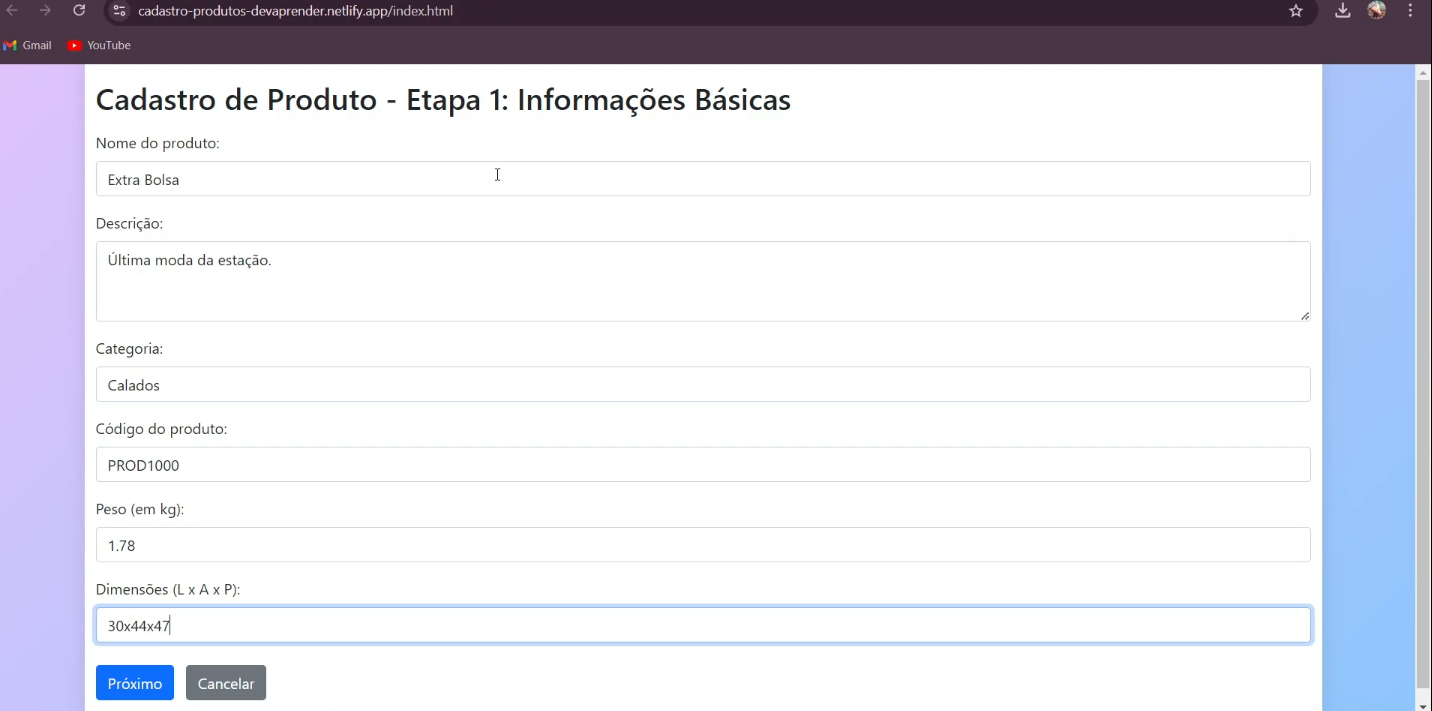 cadastro-produtos-devaprender.netlify.app/index.html
Gmail YouTube
Cadastro de Produto - Etapa 1: Informações Básicas
Nome do produto:
Extra Bolsa
Descrição:
Última moda da estação.
Categoria:
Calados
Código do produto:
PROD1000
Peso (em kg):
1.78
Dimensões (L x A x P):
30x44x47
Próximo Cancelar